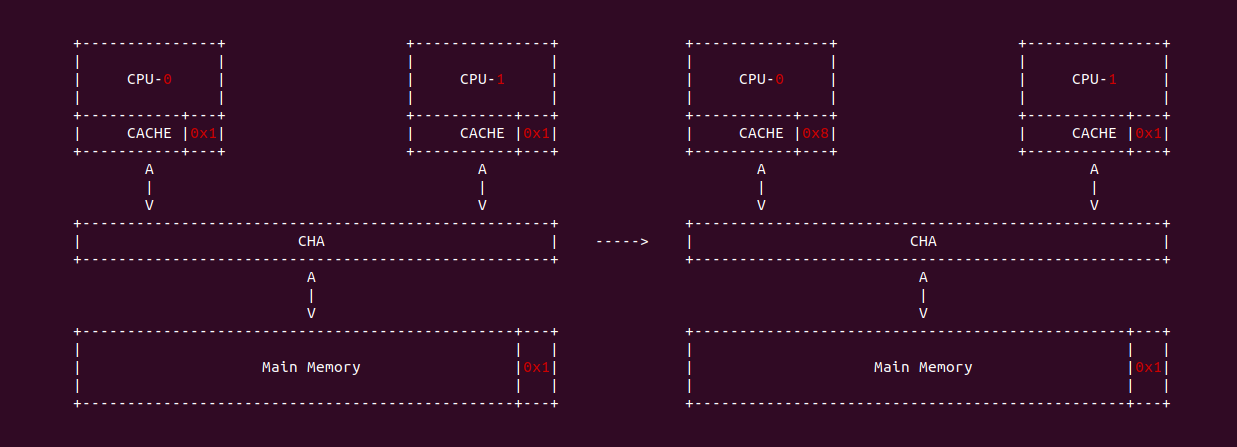 +---------------+                    +---------------+              +---------------+                    +---------------+
|               |                    |               |              |               |                    |               |
|     CPU-0     |                    |     CPU-1     |              |     CPU-0     |                    |     CPU-1     |
|               |                    |               |              |               |                    |               |
+-----------+---+                    +-----------+---+              +-----------+---+                    +-----------+---+
|     CACHE |0x1|                    |     CACHE |0x1|              |     CACHE |0x8|                    |     CACHE |0x1|
+-----------+---+                    +-----------+---+              +-----------+---+                    +-----------+---+
        A                                    A                              A                                    A
        |                                    |                              |                                    |
        V                                    V                              V                                    V
+----------------------------------------------------+              +----------------------------------------------------+
|                        CHA                         |    ----->    |                        CHA                         |
+----------------------------------------------------+              +----------------------------------------------------+
                          A                                                                   A
                          |                                                                   |
                          V                                                                   V
+------------------------------------------------+---+              +------------------------------------------------+---+
|                                                |   |              |                                                |   |
|                    Main Memory                 |0x1|              |                    Main Memory                 |0x1|
|                                                |   |              |                                                |   |
+------------------------------------------------+---+              +------------------------------------------------+---+